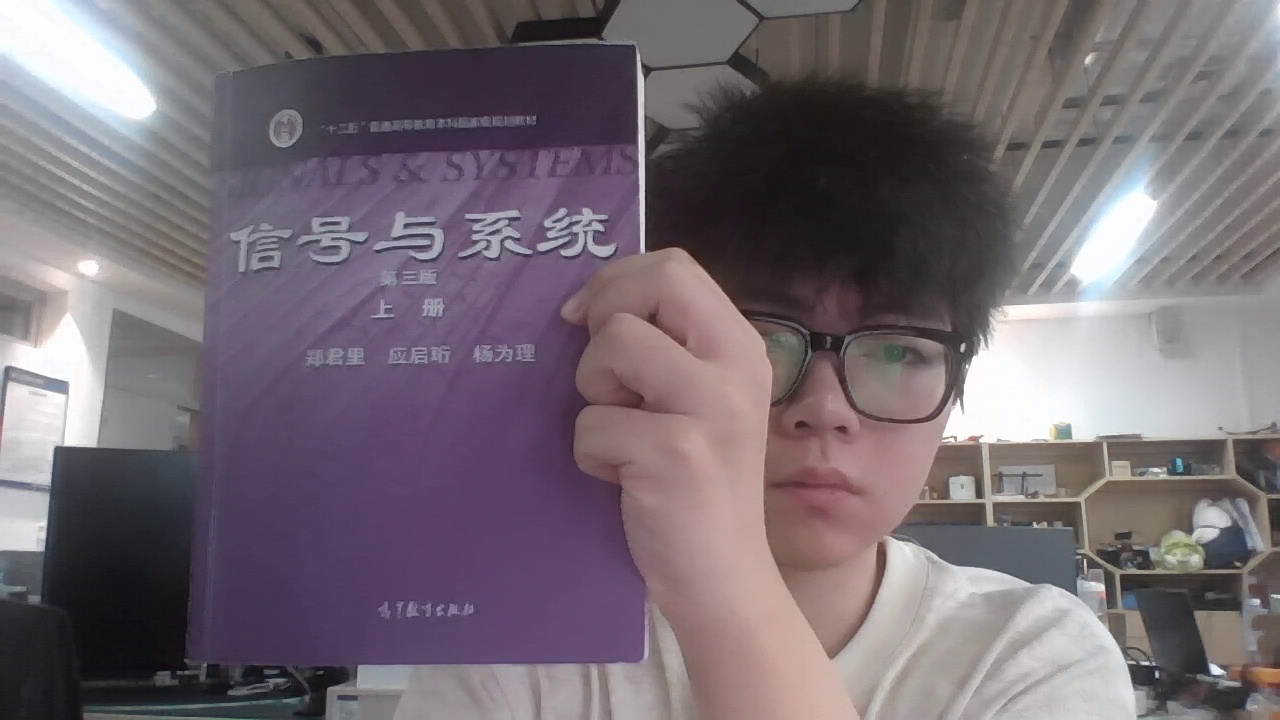 "十二五"普通高等教育本科国家级规划教材
SIGNALS & SYSTEMS
信号与系统
第三版
上 册
郑君里 应启珩 杨为理
高等教育出版社